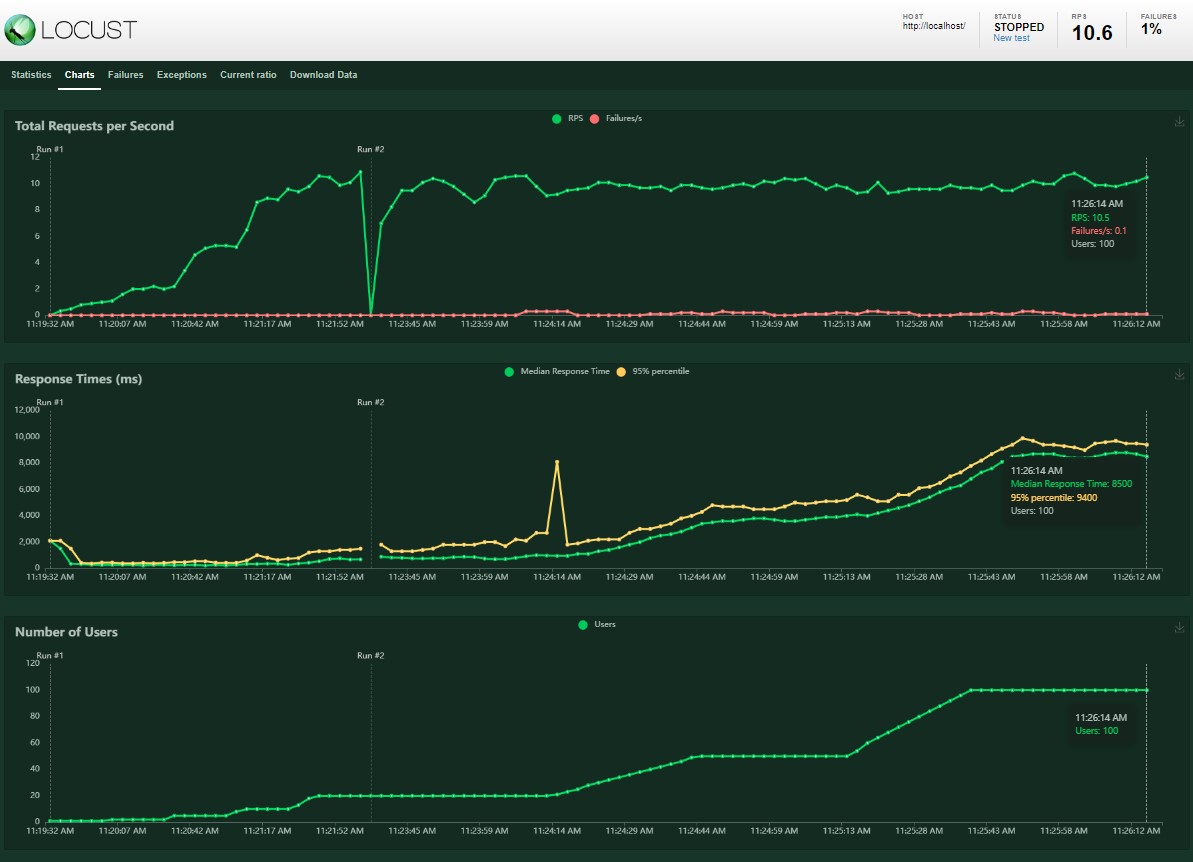 LOCUST
HOST
http://localhost/
STATUS
STOPPED
New test
RPS
10.6
FAILURES
1%
Statistics Charts Failures Exceptions Current ratio Download Data
Total Requests per Second
RPS Failures/s
Run #1 Run #2
12
10
8
6
4
2
0
11:26:14 AM
RPS: 10.5
Failures/s: 0.1
Users: 100
11:19:32 AM 11:20:07 AM 11:20:42 AM 11:21:17 AM 11:21:52 AM 11:23:45 AM 11:23:59 AM 11:24:14 AM 11:24:29 AM 11:24:44 AM 11:24:59 AM 11:25:13 AM 11:25:28 AM 11:25:43 AM 11:25:58 AM 11:26:12 AM
Response Times (ms)
Median Response Time 95% percentile
Run #1 Run #2
12,000
10,000
8,000
6,000
4,000
2,000
0
11:26:14 AM
Median Response Time: 8500
95% percentile: 9400
Users: 100
11:19:32 AM 11:20:07 AM 11:20:42 AM 11:21:17 AM 11:21:52 AM 11:23:45 AM 11:23:59 AM 11:24:14 AM 11:24:29 AM 11:24:44 AM 11:24:59 AM 11:25:13 AM 11:25:28 AM 11:25:43 AM 11:25:58 AM 11:26:12 AM
Number of Users
Users
Run #1 Run #2
120
100
80
60
40
20
0
11:26:14 AM
Users: 100
11:19:32 AM 11:20:07 AM 11:20:42 AM 11:21:17 AM 11:21:52 AM 11:23:45 AM 11:23:59 AM 11:24:14 AM 11:24:29 AM 11:24:44 AM 11:24:59 AM 11:25:13 AM 11:25:28 AM 11:25:43 AM 11:25:58 AM 11:26:12 AM